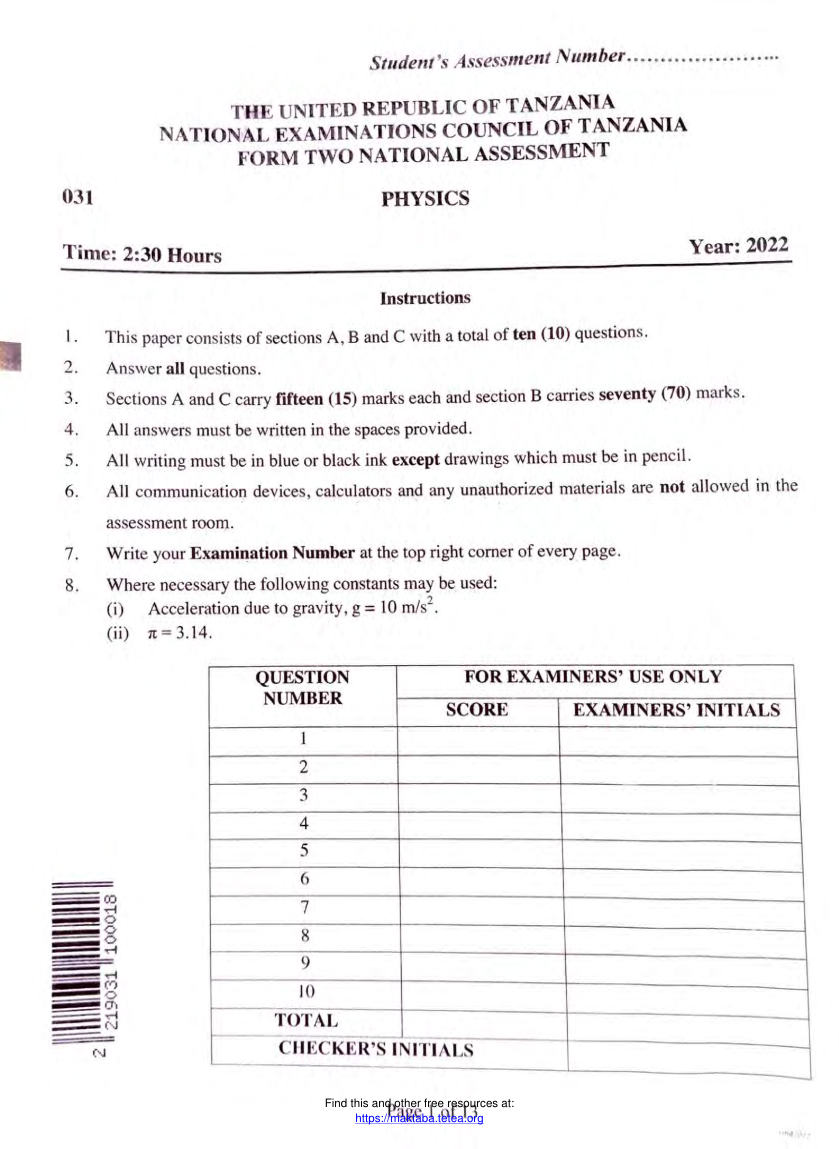 Student's Assessment Number..........................
THE UNITED REPUBLIC OF TANZANIA
NATIONAL EXAMINATIONS COUNCIL OF TANZANIA
FORM TWO NATIONAL ASSESSMENT
031 PHYSICS
Time: 2:30 Hours Year: 2022
Instructions
1. This paper consists of sections A, B and C with a total of ten (10) questions.
2. Answer all questions.
3. Sections A and C carry fifteen (15) marks each and section B carries seventy (70) marks.
4. All answers must be written in the spaces provided.
5. All writing must be in blue or black ink except drawings which must be in pencil.
6. All communication devices, calculators and any unauthorized materials are not allowed in the
assessment room.
7. Write your Examination Number at the top right corner of every page.
8. Where necessary the following constants may be used:
(i) Acceleration due to gravity, g = 10 m/s².
(ii) π = 3.14.
QUESTION NUMBER FOR EXAMINERS' USE ONLY
SCORE EXAMINERS' INITIALS
1
2
3
4
5
6
7
8
9
10
TOTAL
CHECKER'S INITIALS
2 219031 100018
Find this and other free resources at:
Page 1 of 13
https://maktaba.tetea.org